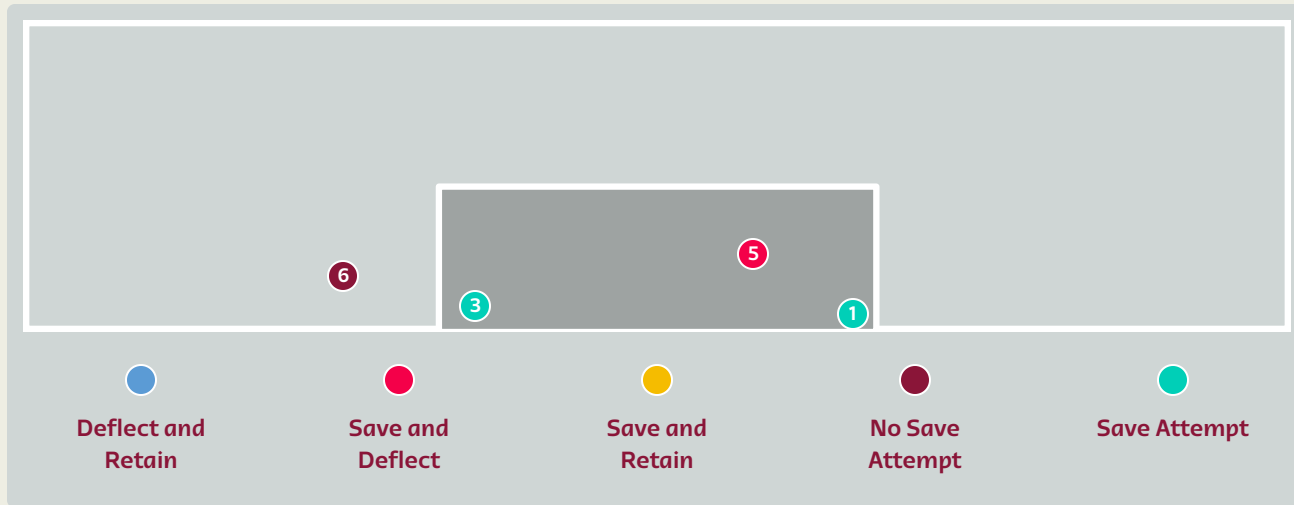 5
6
3
1
Deflect and
Retain
Save and
Deflect
Save and
Retain
No Save
Attempt
Save Attempt